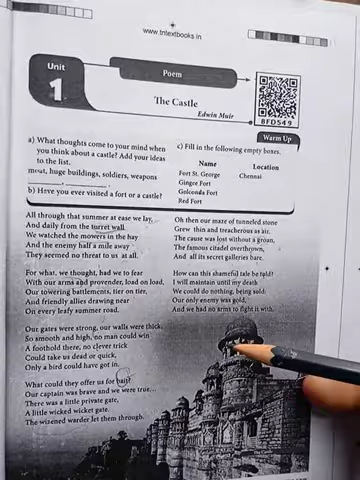 www.tntextbooks.in
Unit
1
Poem
The Castle
Edwin Muir
BFD549
Warm Up
a) What thoughts come to your mind when
you think about a castle? Add your ideas
to the list.
moat, huge buildings, soldiers, weapons
b) Have you ever visited a fort or a castle?
c) Fill in the following empty boxes.
Name Location
Fort St. George Chennai
Gingee Fort
Golconda Fort
Red Fort
All through that summer at ease we lay,
And daily from the turret wall
We watched the mowers in the hay
And the enemy half a mile away
They seemed no threat to us at all.
For what, we thought, had we to fear
With our arms and provender, load on load,
Our towering battlements, tier on tier,
And friendly allies drawing near
On every leafy summer road.
Our gates were strong, our walls were thick,
So smooth and high, no man could win
A foothold there, no clever trick
Could take us dead or quick,
Only a bird could have got in.
What could they offer us for bait?
Our captain was brave and we were true...
There was a little private gate,
A little wicked wicket gate.
The wizened warder let them through.
Oh then our maze of tunneled stone
Grew thin and treacherous as air.
The cause was lost without a groan,
The famous citadel overthrown,
And all its secret galleries bare.
How can this shameful tale be told?
I will maintain until my death
We could do nothing, being sold:
Our only enemy was gold,
And we had no arms to fight it with.